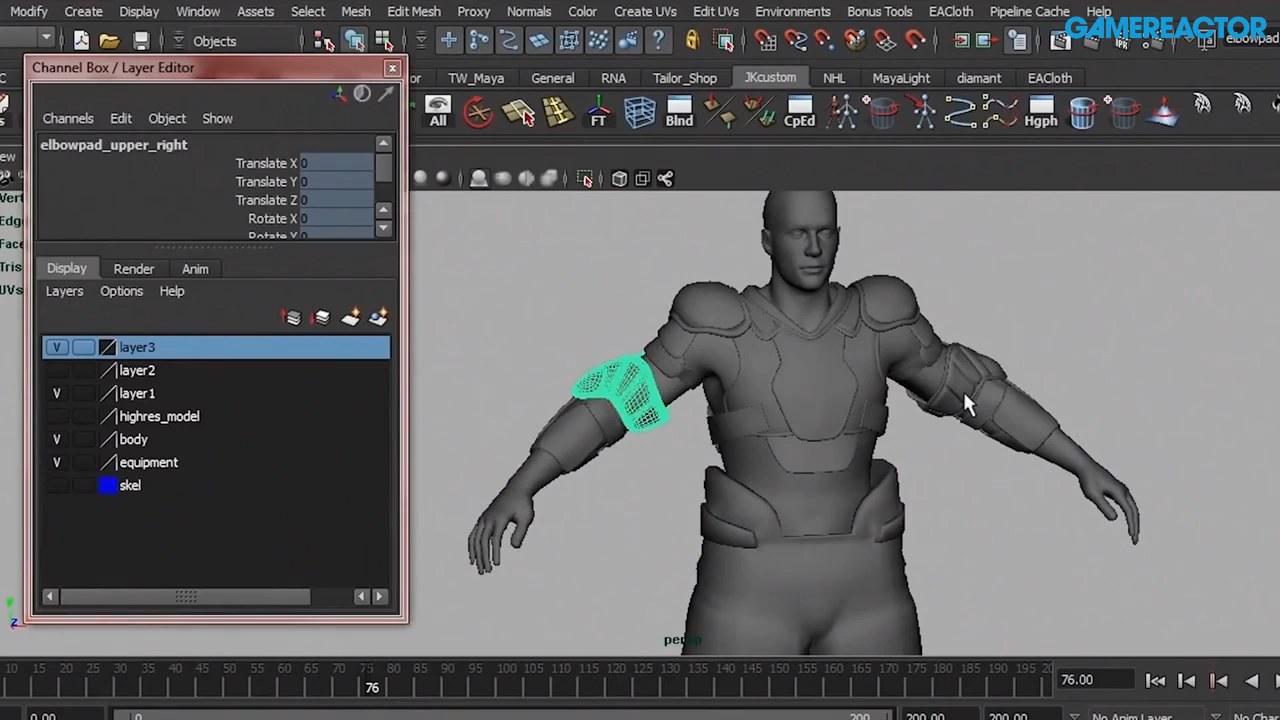 Modify Create Display Window Assets Select Mesh Edit Mesh Proxy Normals Color Create UVs Edit UVs Environments Bonus Tools EACloth Pipeline Cache Help
GAMEREACTOR
Objects
elbowpad
Channel Box / Layer Editor
TW_Maya General RNA Tailor_Shop JKcustom NHL MayaLight diamant EACloth
All FT Blnd CpEd Hgph
Channels Edit Object Show
elbowpad_upper_right
Translate X 0
Translate Y 0
Translate Z 0
Rotate X 0
Rotate Y
Display Render Anim
Layers Options Help
V layer3
layer2
V layer1
highres_model
V body
V equipment
skel
persp
10 15 20 25 30 35 40 45 50 55 60 65 70 75 80 85 90 95 100 105 110 115 120 125 130 135 140 145 150 155 160 165 170 175 180 185 190 195
76
76.00
0.00 0 200 200.00 200.00 No Anim Layer